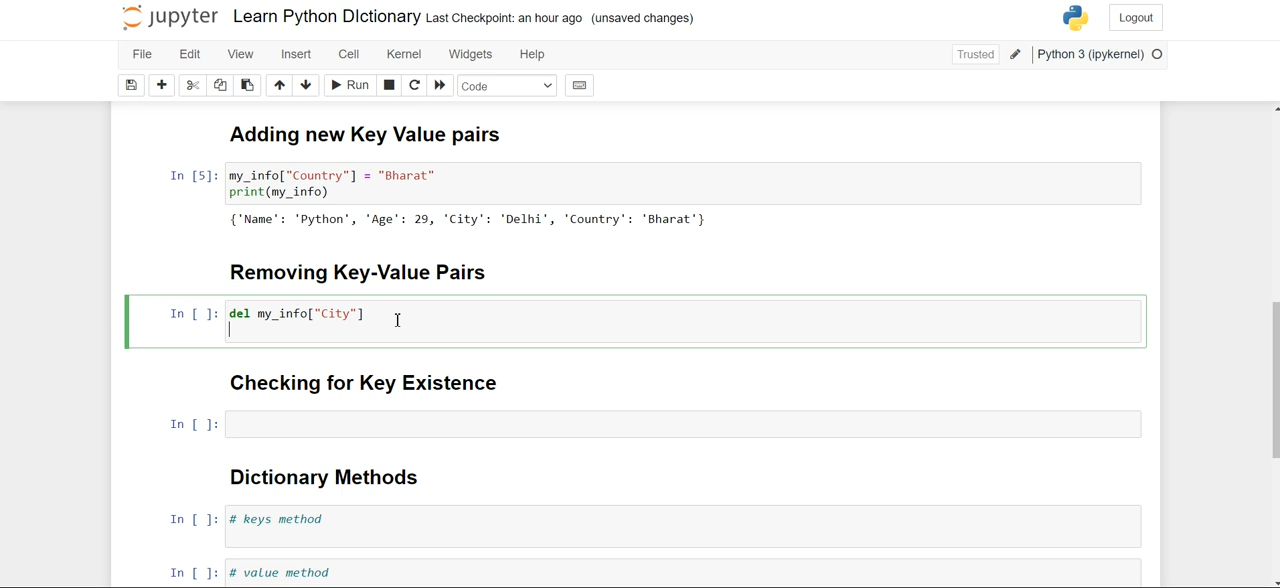 jupyter Learn Python DIctionary Last Checkpoint: an hour ago (unsaved changes) Logout
File Edit View Insert Cell Kernel Widgets Help Trusted Python 3 (ipykernel)
Run Code
Adding new Key Value pairs
In [5]: my_info["Country"] = "Bharat"
print(my_info)
{'Name': 'Python', 'Age': 29, 'City': 'Delhi', 'Country': 'Bharat'}
Removing Key-Value Pairs
In [ ]: del my_info["City"]
Checking for Key Existence
In [ ]:
Dictionary Methods
In [ ]: # keys method
In [ ]: # value method